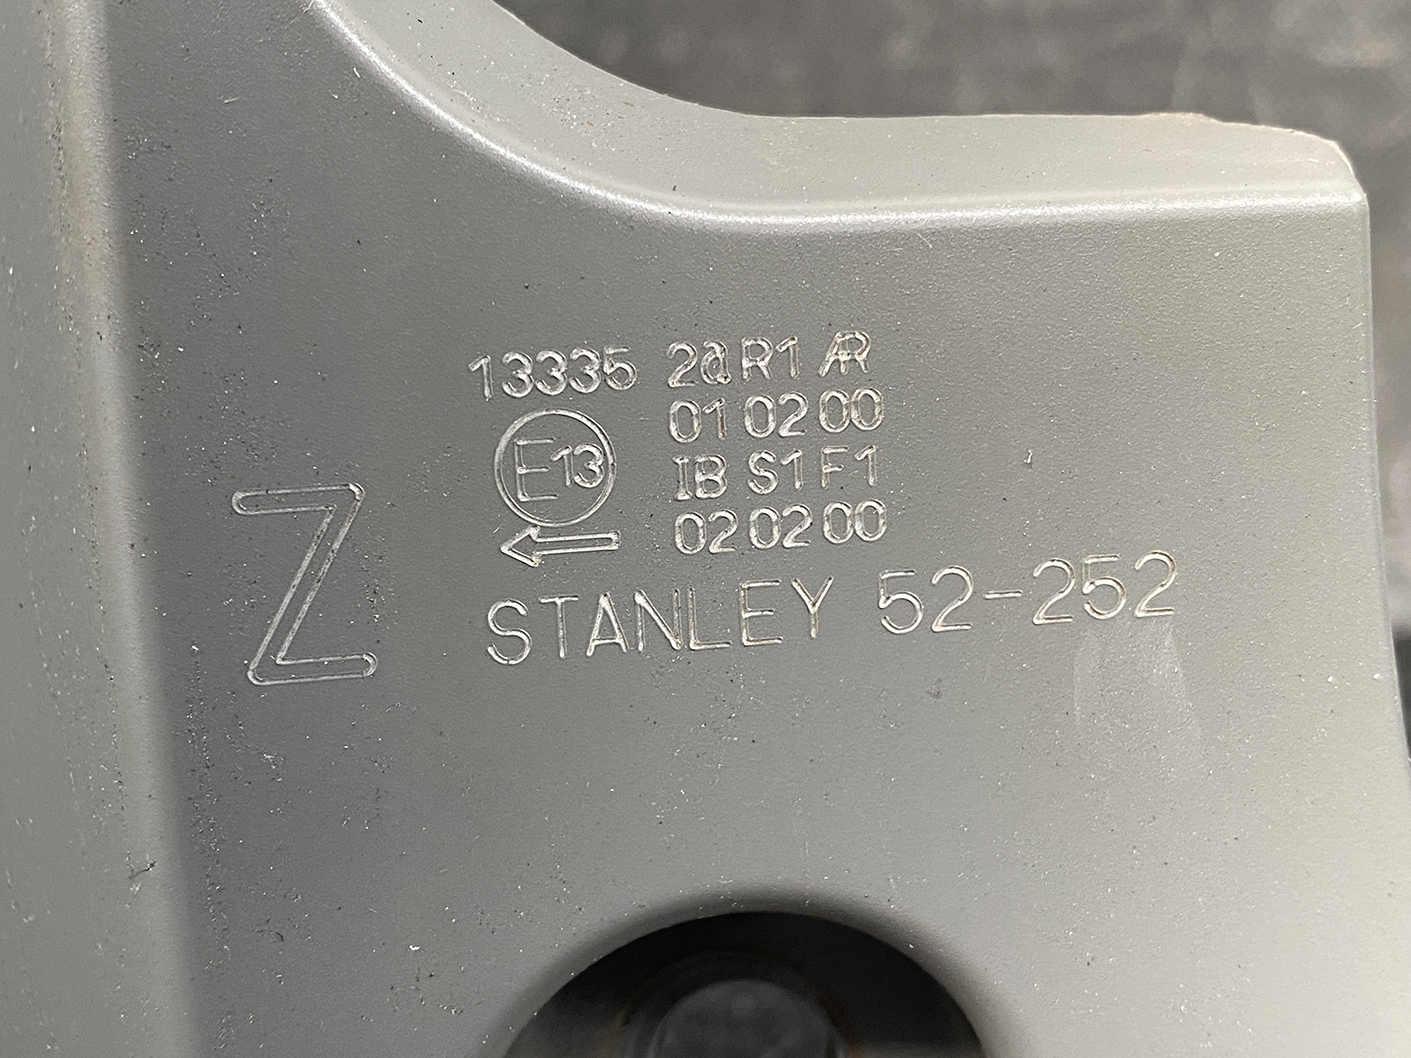 13335 2a R1 AR
01 02 00
E13 IB S1 F1
← 02 02 00
Z
STANLEY 52-252